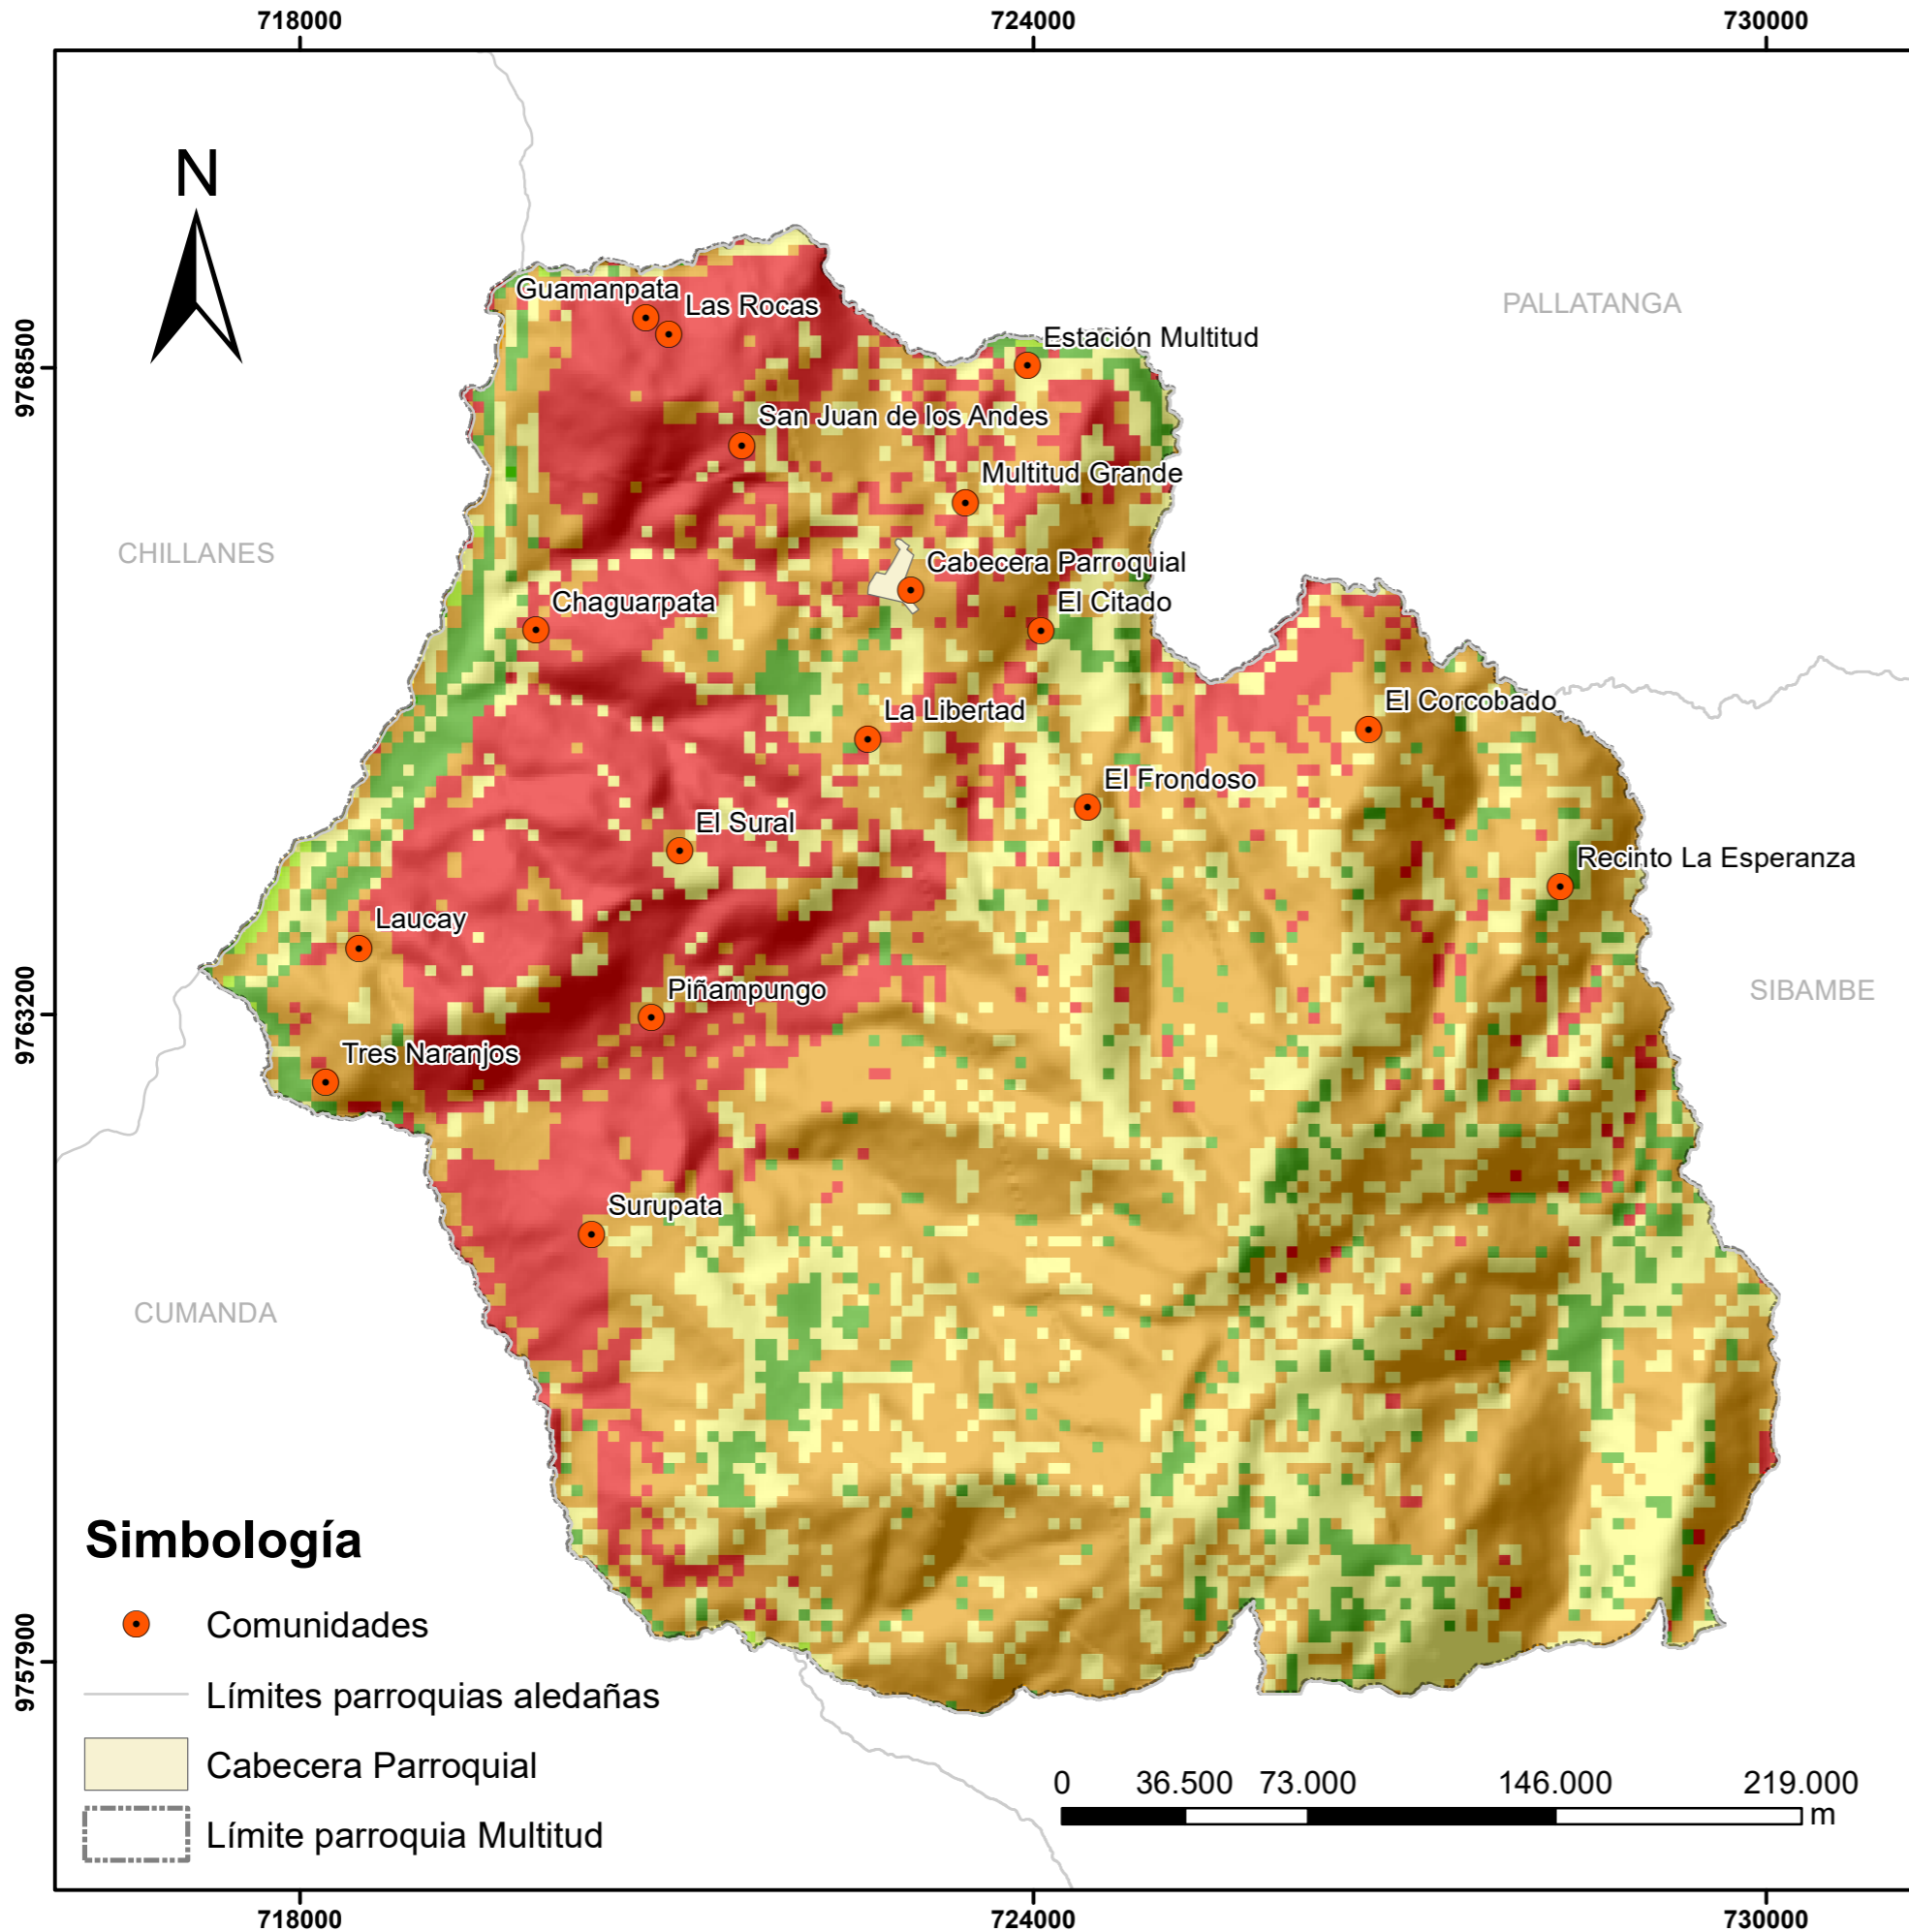 718000
724000
730000
N
9768500
9763200
9757900
PALLATANGA
CHILLANES
SIBAMBE
CUMANDA
Guamanpata
Las Rocas
Estación Multitud
San Juan de los Andes
Multitud Grande
Cabecera Parroquial
Chaguarpata
El Citado
El Corcobado
La Libertad
El Frondoso
El Sural
Recinto La Esperanza
Laucay
Piñampungo
Tres Naranjos
Surupata
Simbología
Comunidades
Límites parroquias aledañas
Cabecera Parroquial
Límite parroquia Multitud
0 36.500 73.000 146.000 219.000
m
718000
724000
730000